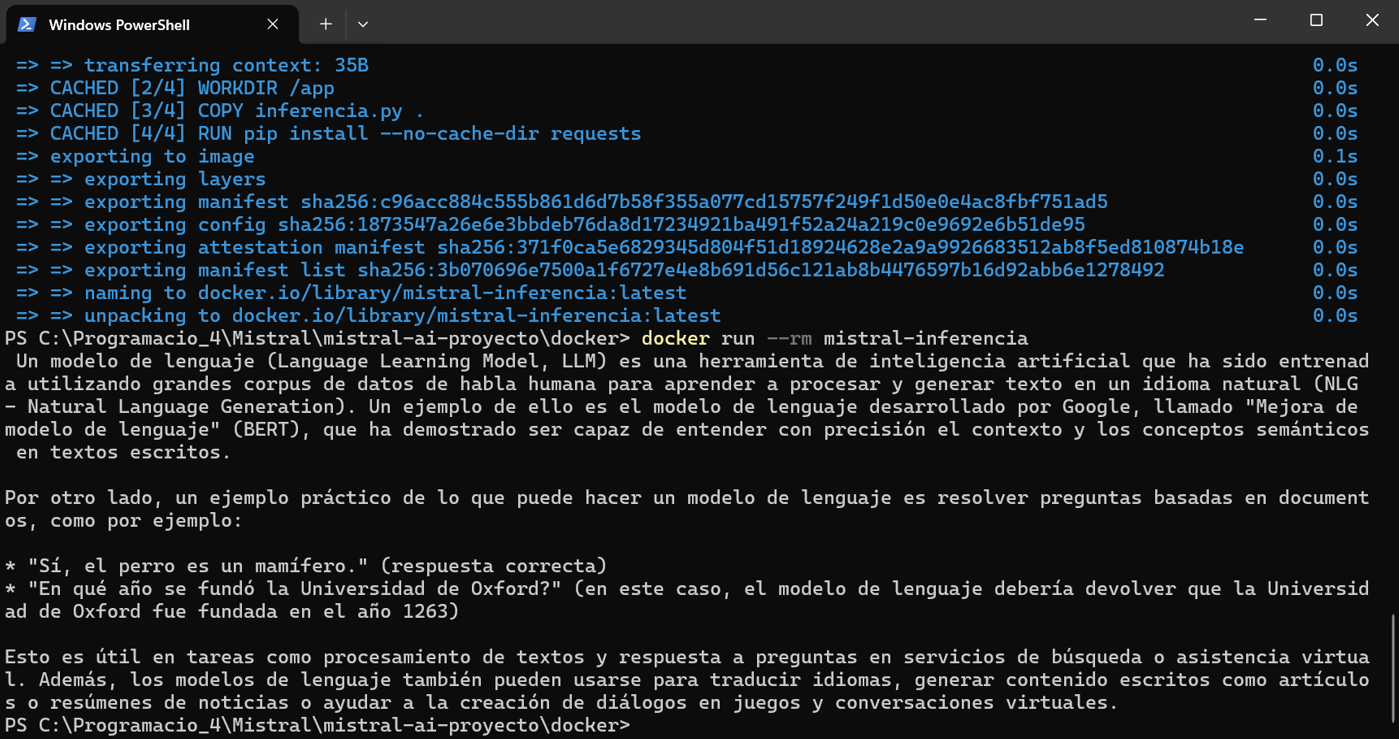 Windows PowerShell
=> => transferring context: 35B 0.0s
=> CACHED [2/4] WORKDIR /app 0.0s
=> CACHED [3/4] COPY inferencia.py . 0.0s
=> CACHED [4/4] RUN pip install --no-cache-dir requests 0.0s
=> exporting to image 0.1s
=> => exporting layers 0.0s
=> => exporting manifest sha256:c96acc884c555b861d6d7b58f355a077cd15757f249f1d50e0e4ac8fbf751ad5 0.0s
=> => exporting config sha256:1873547a26e6e3bbdeb76da8d17234921ba491f52a24a219c0e9692e6b51de95 0.0s
=> => exporting attestation manifest sha256:371f0ca5e6829345d804f51d18924628e2a9a9926683512ab8f5ed810874b18e 0.0s
=> => exporting manifest list sha256:3b070696e7500a1f6727e4e8b691d56c121ab8b4476597b16d92abb6e1278492 0.0s
=> => naming to docker.io/library/mistral-inferencia:latest 0.0s
=> => unpacking to docker.io/library/mistral-inferencia:latest 0.0s
PS C:\Programacio_4\Mistral\mistral-ai-proyecto\docker> docker run --rm mistral-inferencia
Un modelo de lenguaje (Language Learning Model, LLM) es una herramienta de inteligencia artificial que ha sido entrenad
a utilizando grandes corpus de datos de habla humana para aprender a procesar y generar texto en un idioma natural (NLG
- Natural Language Generation). Un ejemplo de ello es el modelo de lenguaje desarrollado por Google, llamado "Mejora de
modelo de lenguaje" (BERT), que ha demostrado ser capaz de entender con precisión el contexto y los conceptos semánticos
en textos escritos.
Por otro lado, un ejemplo práctico de lo que puede hacer un modelo de lenguaje es resolver preguntas basadas en document
os, como por ejemplo:
* "Sí, el perro es un mamífero." (respuesta correcta)
* "En qué año se fundó la Universidad de Oxford?" (en este caso, el modelo de lenguaje debería devolver que la Universid
ad de Oxford fue fundada en el año 1263)
Esto es útil en tareas como procesamiento de textos y respuesta a preguntas en servicios de búsqueda o asistencia virtua
l. Además, los modelos de lenguaje también pueden usarse para traducir idiomas, generar contenido escritos como artículo
s o resúmenes de noticias o ayudar a la creación de diálogos en juegos y conversaciones virtuales.
PS C:\Programacio_4\Mistral\mistral-ai-proyecto\docker>